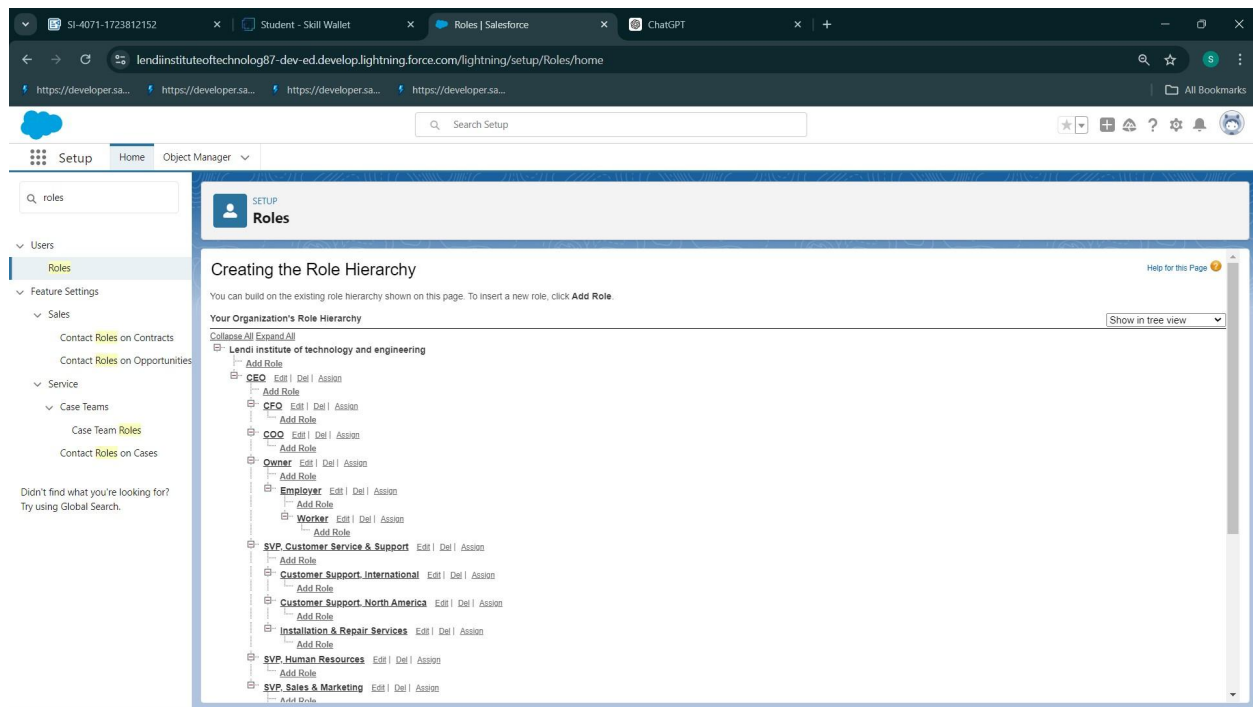 SI-4071-1723812152
Student - Skill Wallet
Roles | Salesforce
ChatGPT
lendiinstituteoftechnolog87-dev-ed.develop.lightning.force.com/lightning/setup/Roles/home
S
https://developer.sa... https://developer.sa... https://developer.sa... https://developer.sa...
All Bookmarks
Search Setup
Setup Home Object Manager
roles
Users
Roles
Feature Settings
Sales
Contact Roles on Contracts
Contact Roles on Opportunities
Service
Case Teams
Case Team Roles
Contact Roles on Cases
Didn't find what you're looking for?
Try using Global Search.
SETUP
Roles
Creating the Role Hierarchy
Help for this Page
You can build on the existing role hierarchy shown on this page. To insert a new role, click Add Role.
Your Organization's Role Hierarchy
Show in tree view
Collapse All Expand All
Lendi institute of technology and engineering
Add Role
CEO Edit | Del | Assign
Add Role
CFO Edit | Del | Assign
Add Role
COO Edit | Del | Assign
Add Role
Owner Edit | Del | Assign
Add Role
Employer Edit | Del | Assign
Add Role
Worker Edit | Del | Assign
Add Role
SVP, Customer Service & Support Edit | Del | Assign
Add Role
Customer Support, International Edit | Del | Assign
Add Role
Customer Support, North America Edit | Del | Assign
Add Role
Installation & Repair Services Edit | Del | Assign
Add Role
SVP, Human Resources Edit | Del | Assign
Add Role
SVP, Sales & Marketing Edit | Del | Assign
Add Role